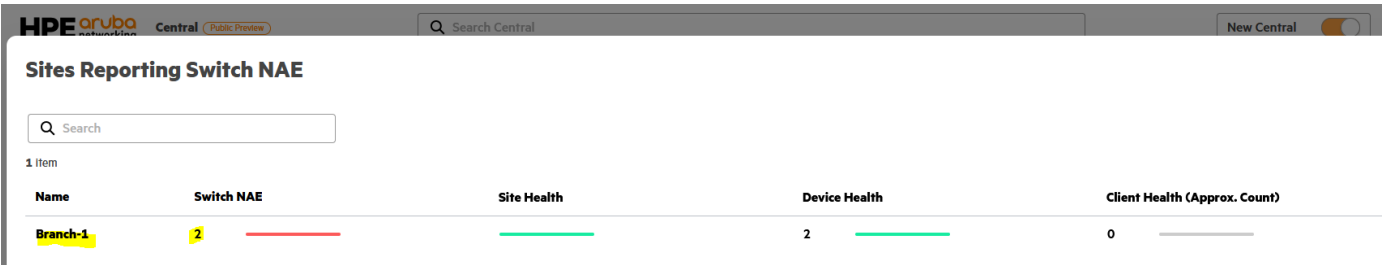 HPE aruba networking Central Public Preview Search Central New Central
Sites Reporting Switch NAE
Search
1 item
Name Switch NAE Site Health Device Health Client Health (Approx. Count)
Branch-1 2 2 0